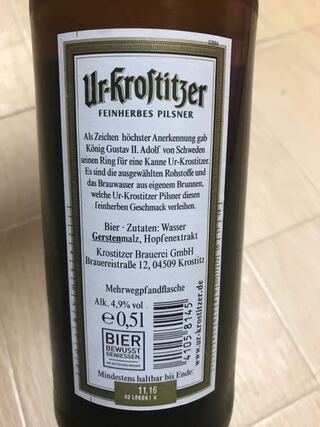 Ur-Krostitzer
FEINHERBES PILSNER
Als Zeichen höchster Anerkennung gab
König Gustav II. Adolf von Schweden
seinen Ring für eine Kanne Ur-Krostitzer.
Es sind die ausgewählten Rohstoffe und
das Brauwasser aus eigenem Brunnen,
welche Ur-Krostitzer Pilsner diesen
feinherben Geschmack verleihen.
Bier · Zutaten: Wasser
Gerstenmalz, Hopfenextrakt
Krostitzer Brauerei GmbH
Brauereistraße 12, 04509 Krostitz
Mehrwegpfandflasche
Alk. 4,9% vol.
℮ 0,5l
BIER
BEWUSST
GENIESSEN
4105 8145
www.ur-krostitzer.de
Mindestens haltbar bis Ende:
11.16